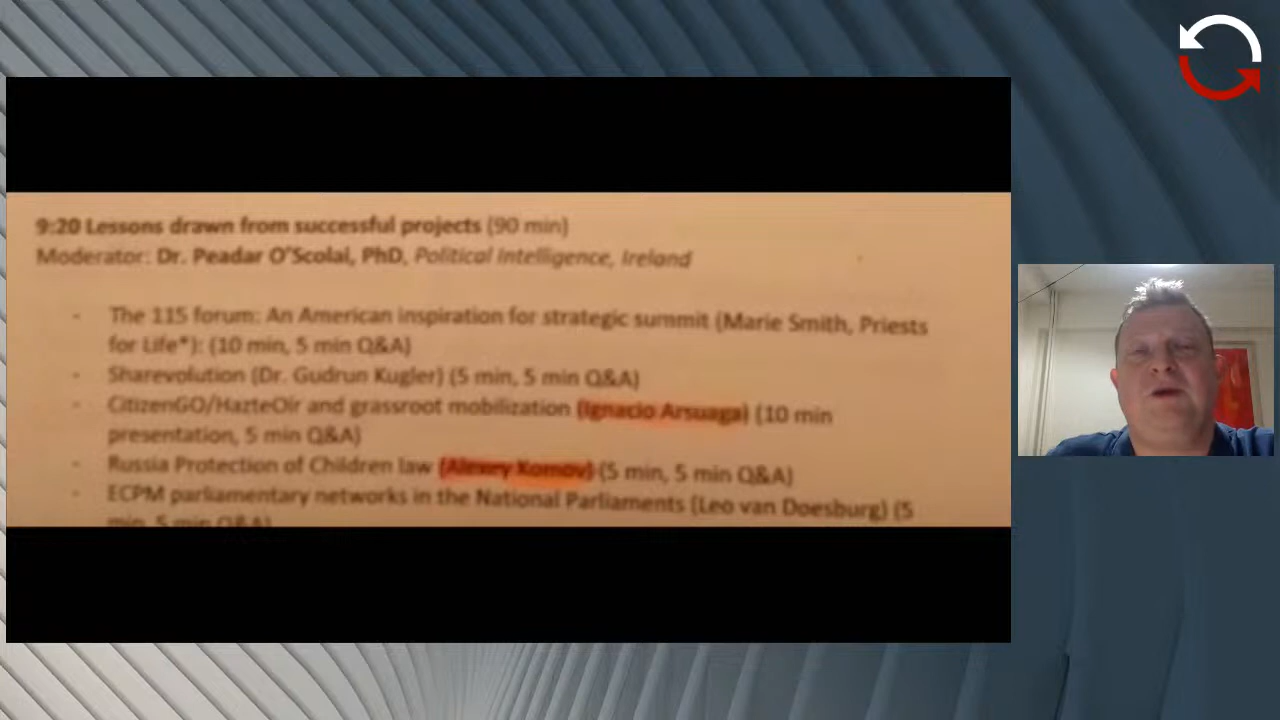 9:20 Lessons drawn from successful projects (90 min)
Moderator: Dr. Peadar O'Scolai, PhD, Political Intelligence, Ireland
- The 115 forum: An American inspiration for strategic summit (Marie Smith, Priests
for Life*): (10 min, 5 min Q&A)
- Sharevolution (Dr. Gudrun Kugler) (5 min, 5 min Q&A)
- CitizenGO/HazteOir and grassroot mobilization (Ignacio Arsuaga) (10 min
presentation, 5 min Q&A)
- Russia Protection of Children law (Alexey Komov) (5 min, 5 min Q&A)
- ECPM parliamentary networks in the National Parliaments (Leo van Doesburg) (5
min, 5 min Q&A)